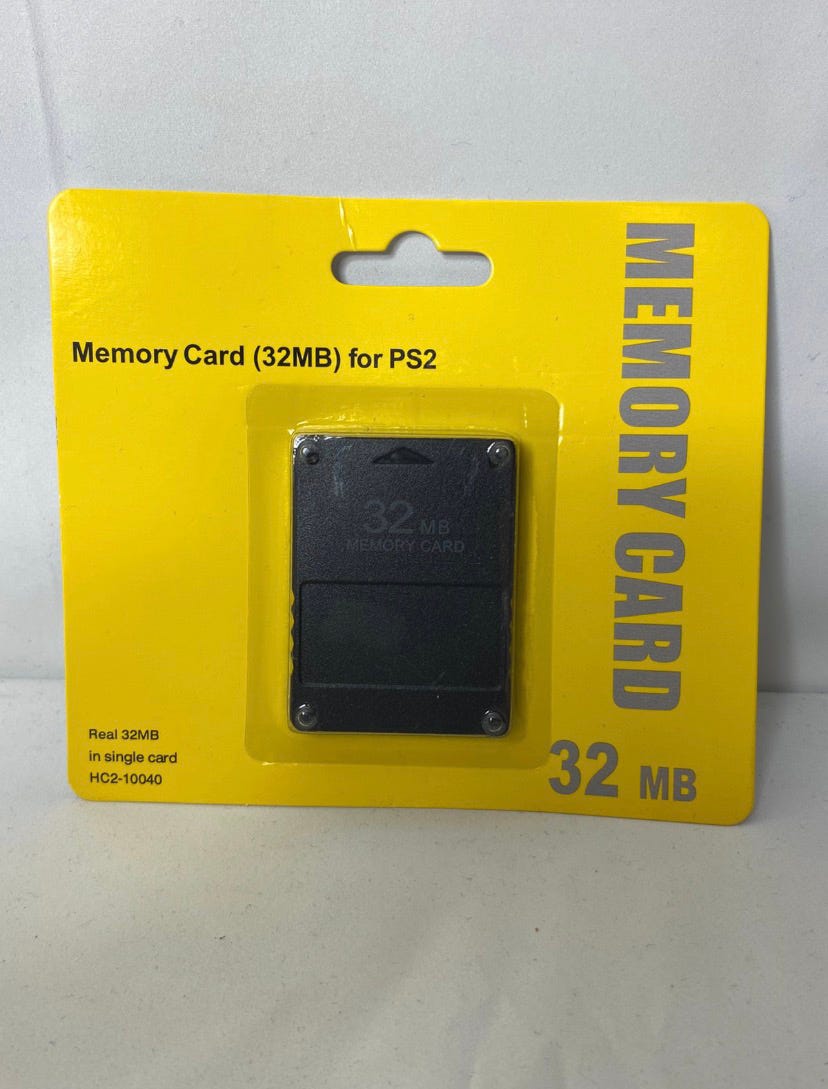 Memory Card (32MB) for PS2
MEMORY CARD
32 MB
MEMORY CARD
Real 32MB
in single card
HC2-10040
32 MB